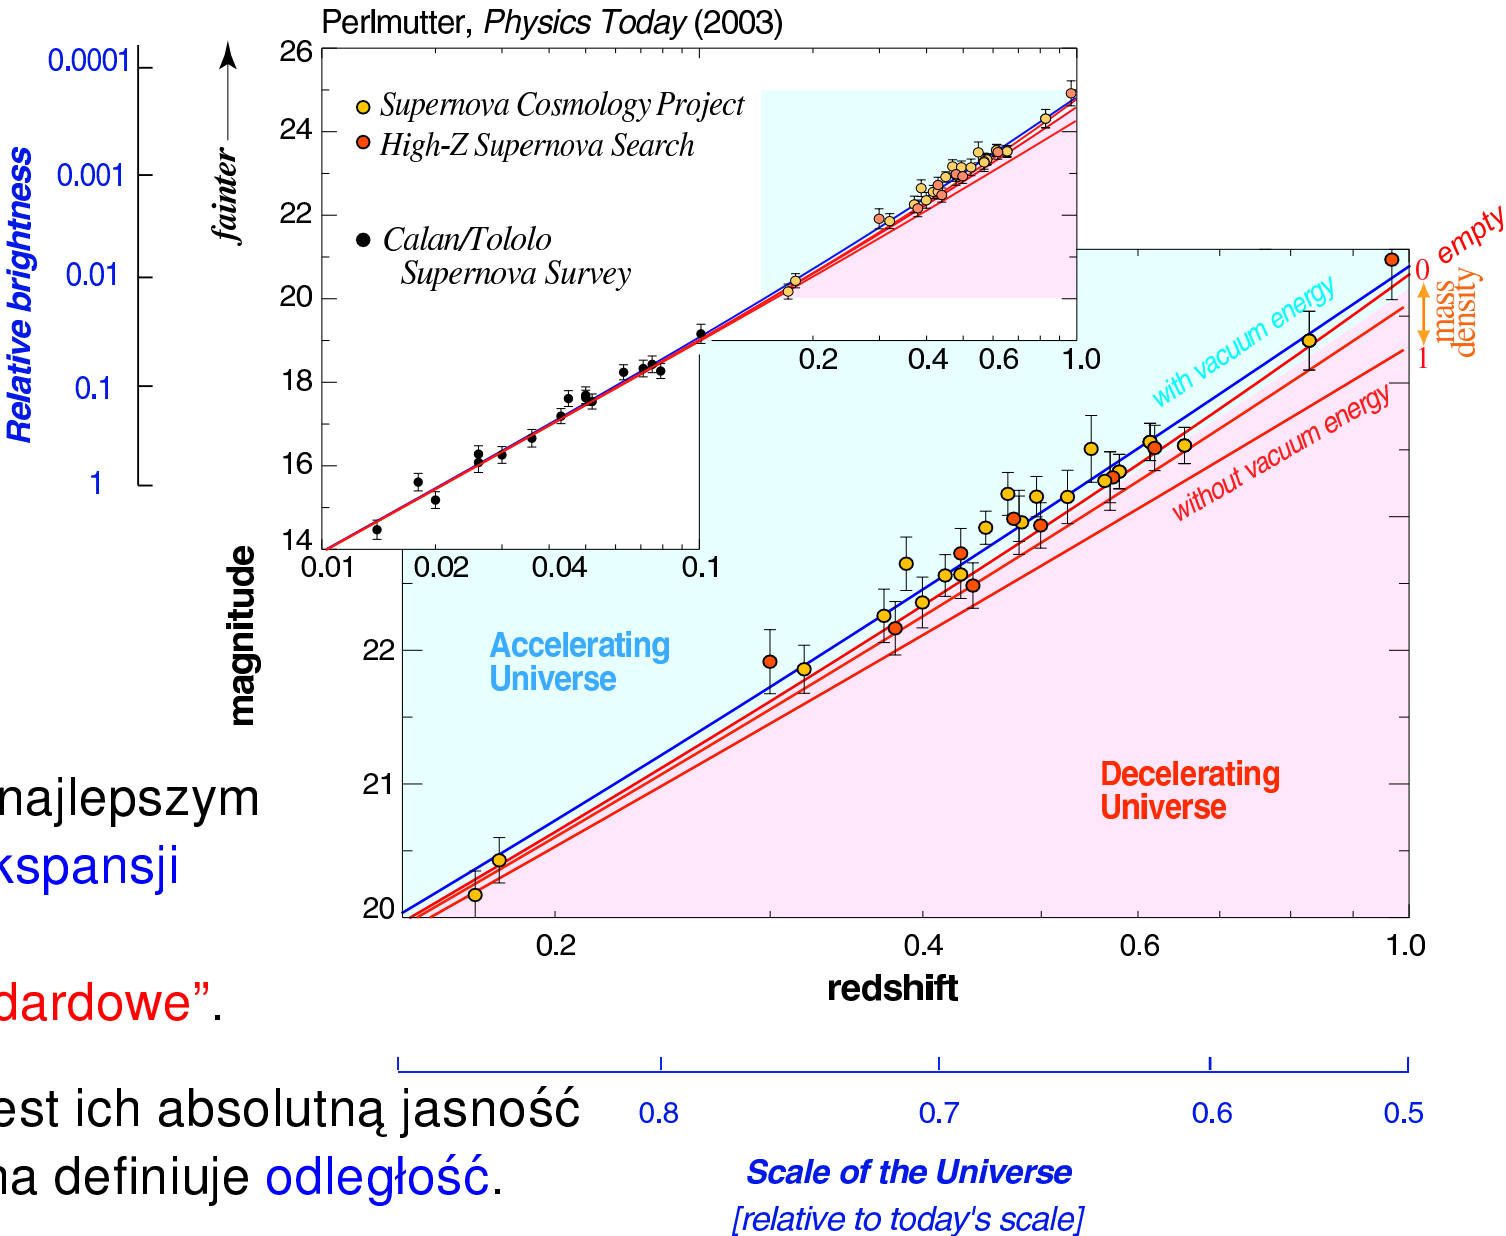 Perlmutter, Physics Today (2003)
26
24
22
20
18
16
14
0.0001
0.001
0.01
0.1
1
Relative brightness
fainter
Supernova Cosmology Project
High-Z Supernova Search
Calan/Tololo
Supernova Survey
0.01
0.02
0.04
0.1
0.2
0.4
0.6
1.0
magnitude
22
21
20
with vacuum energy
without vacuum energy
0
empty
mass
density
1
Accelerating
Universe
Decelerating
Universe
0.2
0.4
0.6
1.0
redshift
0.8
0.7
0.6
0.5
Scale of the Universe
[relative to today's scale]
najlepszym
kspansji
dardowe”.
est ich absolutną jasność
na definiuje odległość.